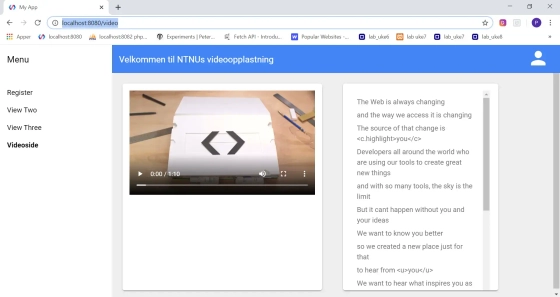 My App
localhost:8080/video
Apper
localhost:8080
localhost:8082 php...
Experiments | Peter...
Fetch API - Introdu...
Popular Websites -...
lab_uke6
lab_uke7
lab_uke7
lab_uke8
Menu
Velkommen til NTNUs videoopplastning
Register
View Two
View Three
Videoside
0:00 / 1:10
The Web is always changing
and the way we access it is changing
The source of that change is
<c.highlight>you</c>
Developers all around the world who
are using our tools to create great
new things
and with so many tools, the sky is the
limit
But it cant happen without you and
your ideas
We want to know you better
so we created a new place just for
that
to hear from <u>you</u>
We want to hear what inspires you as